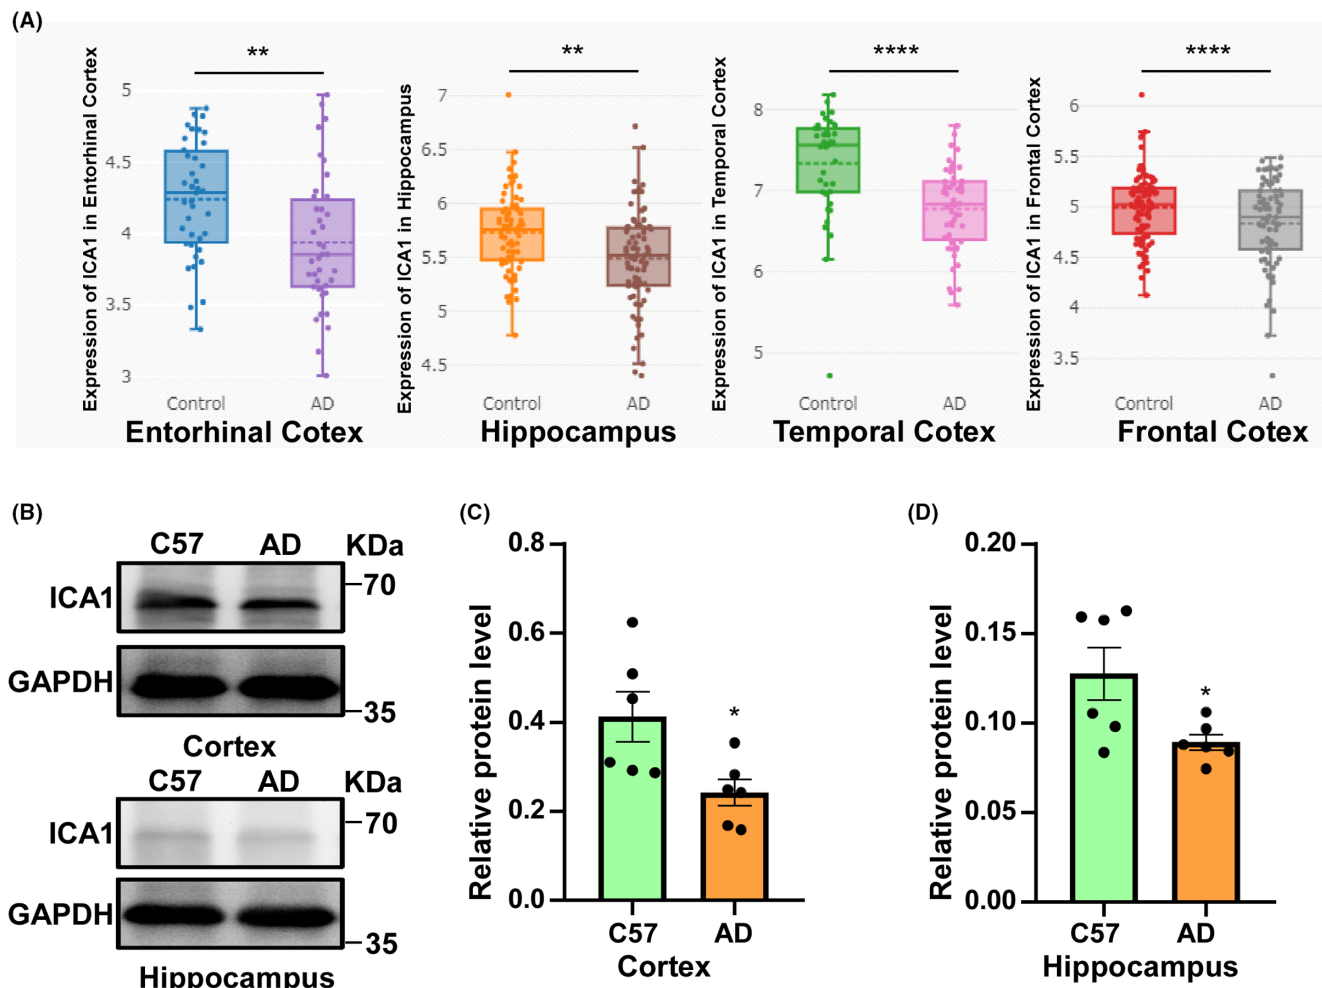 (A)
** ** **** ****
Expression of ICA1 in Entorhinal Cortex
5
4.5
4
3.5
3
Control AD
Entorhinal Cotex
Expression of ICA1 in Hippocampus
7
6.5
6
5.5
5
4.5
Control AD
Hippocampus
Expression of ICA1 in Temporal Cortex
8
7
6
5
Control AD
Temporal Cotex
Expression of ICA1 in Frontal Cortex
6
5.5
5
4.5
4
3.5
Control AD
Frontal Cotex
(B)
C57 AD KDa
ICA1 70
GAPDH 35
Cortex
C57 AD KDa
ICA1 70
GAPDH 35
Hippocampus
(C)
Relative protein level
0.8
0.6
0.4
0.2
0.0
*
C57 AD
Cortex
(D)
Relative protein level
0.20
0.15
0.10
0.05
0.00
*
C57 AD
Hippocampus